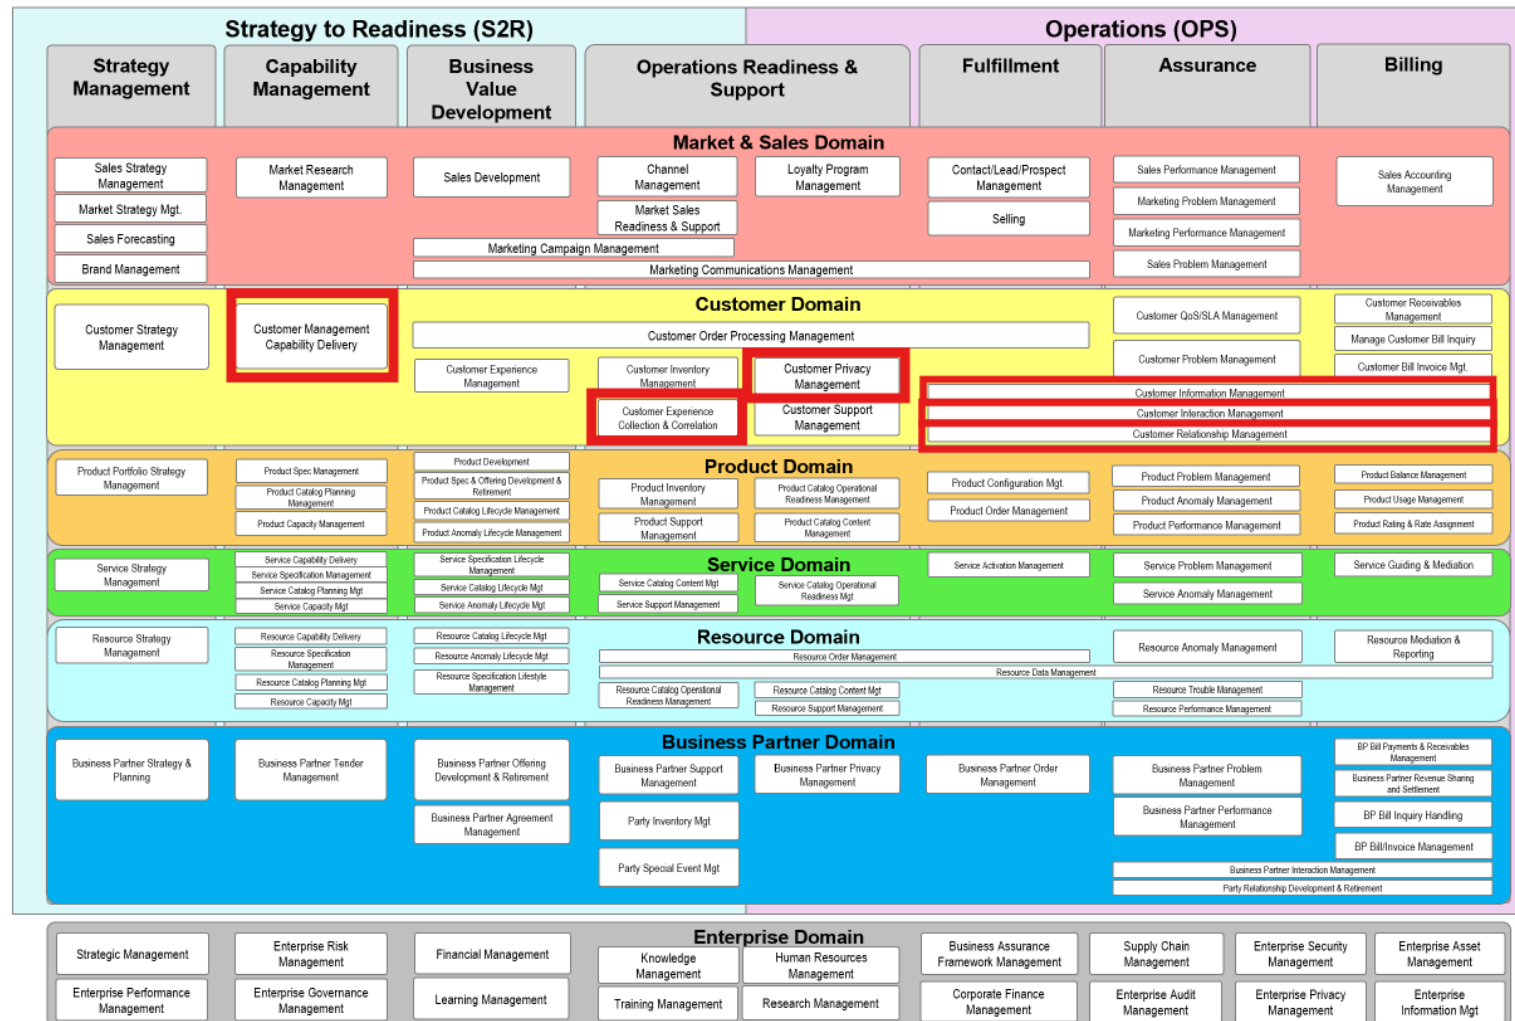 Strategy to Readiness (S2R)
Operations (OPS)
Strategy
Management
Capability
Management
Business
Value
Development
Operations Readiness &
Support
Fulfillment
Assurance
Billing
Market & Sales Domain
Sales Strategy
Management
Market Strategy Mgt.
Sales Forecasting
Brand Management
Market Research
Management
Sales Development
Channel
Management
Loyalty Program
Management
Market Sales
Readiness & Support
Marketing Campaign Management
Marketing Communications Management
Contact/Lead/Prospect
Management
Selling
Sales Performance Management
Marketing Problem Management
Marketing Performance Management
Sales Problem Management
Sales Accounting
Management
Customer Domain
Customer Strategy
Management
Customer Management
Capability Delivery
Customer Order Processing Management
Customer Experience
Management
Customer Inventory
Management
Customer Privacy
Management
Customer Experience
Collection & Correlation
Customer Support
Management
Customer QoS/SLA Management
Customer Problem Management
Customer Receivables
Management
Manage Customer Bill Inquiry
Customer Bill Invoice Mgt.
Customer Information Management
Customer Interaction Management
Customer Relationship Management
Product Domain
Product Portfolio Strategy
Management
Product Spec Management
Product Catalog Planning
Management
Product Capacity Management
Product Development
Product Spec & Offering Development &
Retirement
Product Catalog Lifecycle Management
Product Anomaly Lifecycle Management
Product Inventory
Management
Product Catalog Operational
Readiness Management
Product Support
Management
Product Catalog Content
Management
Product Configuration Mgt.
Product Order Management
Product Problem Management
Product Anomaly Management
Product Performance Management
Product Balance Management
Product Usage Management
Product Rating & Rate Assignment
Service Domain
Service Strategy
Management
Service Capability Delivery
Service Specification Management
Service Catalog Planning Mgt
Service Capacity Mgt
Service Specification Lifecycle
Management
Service Catalog Lifecycle Mgt
Service Anomaly Lifecycle Mgt
Service Catalog Content Mgt
Service Support Management
Service Catalog Operational
Readiness Mgt
Service Activation Management
Service Problem Management
Service Anomaly Management
Service Guiding & Mediation
Resource Domain
Resource Strategy
Management
Resource Capability Delivery
Resource Specification
Management
Resource Catalog Planning Mgt
Resource Capacity Mgt
Resource Catalog Lifecycle Mgt
Resource Anomaly Lifecycle Mgt
Resource Specification Lifestyle
Management
Resource Order Management
Resource Data Management
Resource Catalog Operational
Readiness Management
Resource Catalog Content Mgt
Resource Support Management
Resource Anomaly Management
Resource Trouble Management
Resource Performance Management
Resource Mediation &
Reporting
Business Partner Domain
Business Partner Strategy &
Planning
Business Partner Tender
Management
Business Partner Offering
Development & Retirement
Business Partner Agreement
Management
Business Partner Support
Management
Business Partner Privacy
Management
Party Inventory Mgt
Party Special Event Mgt
Business Partner Order
Management
Business Partner Problem
Management
Business Partner Performance
Management
BP Bill Payments & Receivables
Management
Business Partner Revenue Sharing
and Settlement
BP Bill Inquiry Handling
BP Bill/Invoice Management
Business Partner Interaction Management
Party Relationship Development & Retirement
Enterprise Domain
Strategic Management
Enterprise Risk
Management
Financial Management
Knowledge
Management
Human Resources
Management
Business Assurance
Framework Management
Supply Chain
Management
Enterprise Security
Management
Enterprise Asset
Management
Enterprise Performance
Management
Enterprise Governance
Management
Learning Management
Training Management
Research Management
Corporate Finance
Management
Enterprise Audit
Management
Enterprise Privacy
Management
Enterprise
Information Mgt